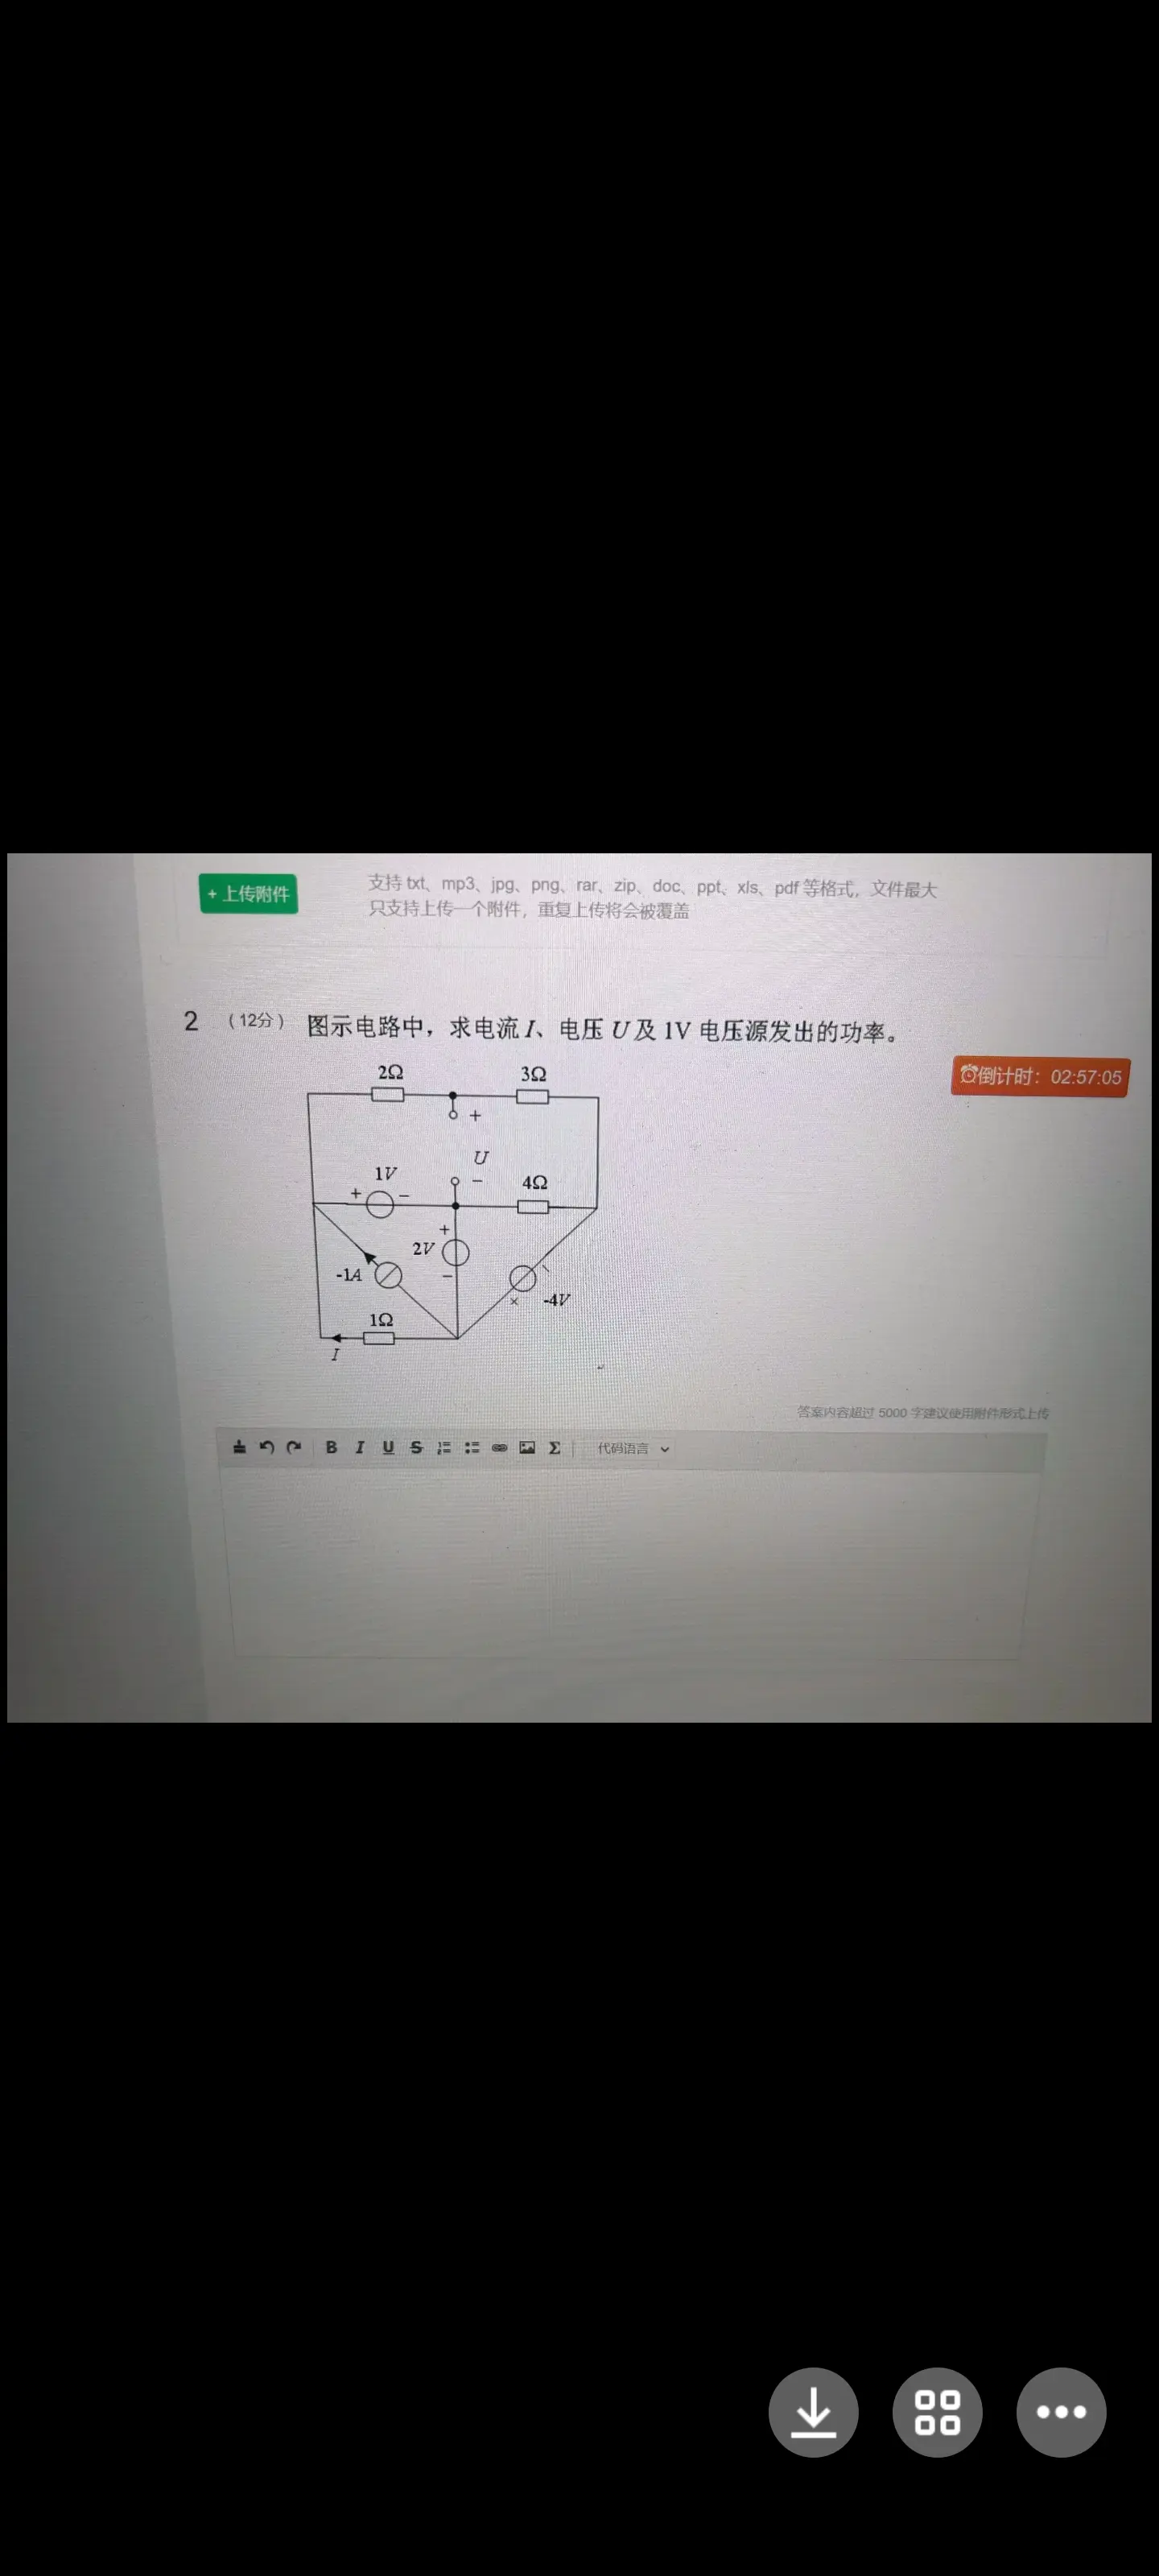 + 上传附件
支持 txt、mp3、jpg、png、rar、zip、doc、ppt、xls、pdf 等格式，文件最大
只支持上传一个附件，重复上传将会被覆盖
2 （12分） 图示电路中，求电流 I、电压 U 及 1V 电压源发出的功率。
倒计时：02:57:05
2Ω 3Ω
+
U
1V − 4Ω
+ −
+
2V
-1A −
× -4V
1Ω
I
答案内容超过 5000 字建议使用附件形式上传
B I U S Σ 代码语言